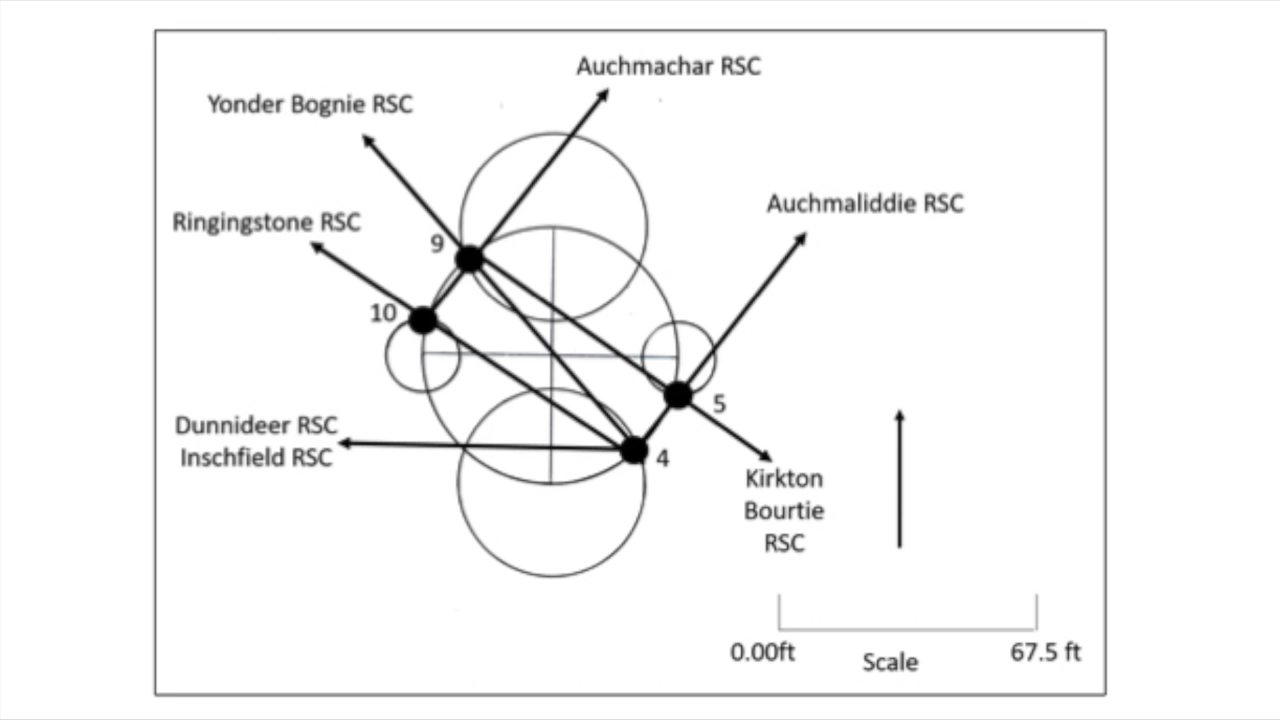 Auchmachar RSC
Yonder Bognie RSC
Auchmaliddie RSC
Ringingstone RSC
9
10
5
Dunnideer RSC
Inschfield RSC
4
Kirkton
Bourtie
RSC
0.00ft
Scale
67.5 ft